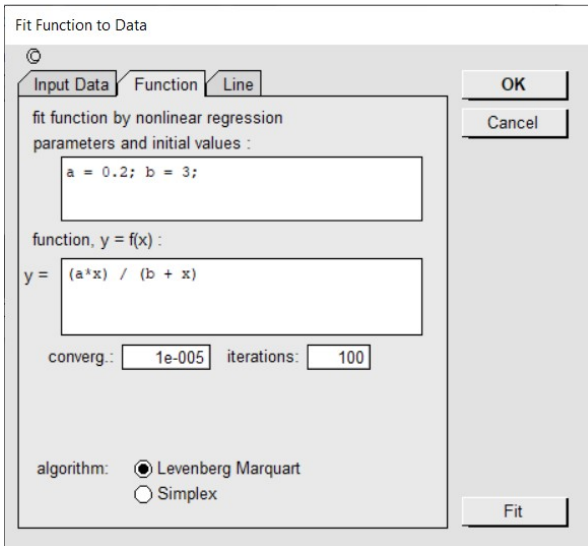 Fit Function to Data
©
Input Data Function Line
OK
Cancel
fit function by nonlinear regression
parameters and initial values :
a = 0.2; b = 3;
function, y = f(x) :
y = (a*x) / (b + x)
converg.: 1e-005 iterations: 100
algorithm: Levenberg Marquart
Simplex
Fit